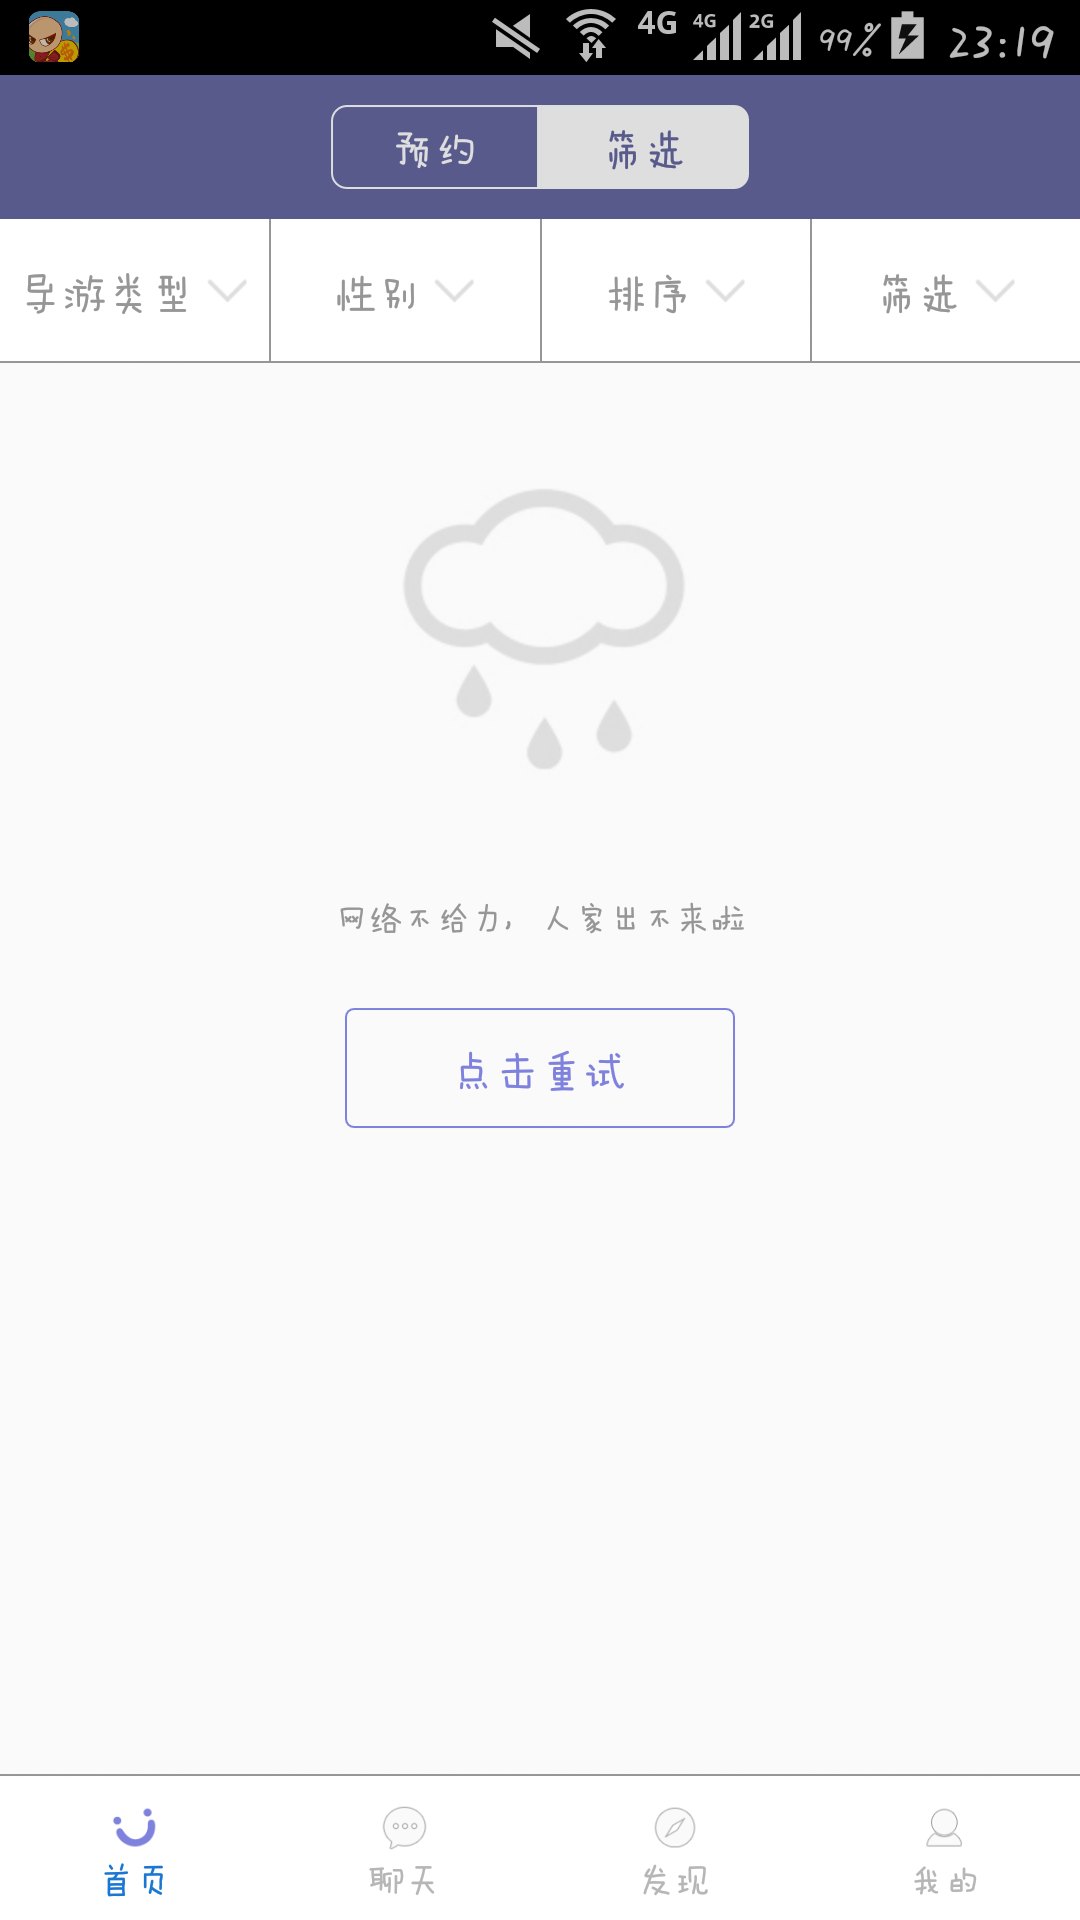 4G 4G 2G 99% 23:19
预约 筛选
导游类型 性别 排序 筛选
网络不给力，人家出不来啦
点击重试
首页 聊天 发现 我的